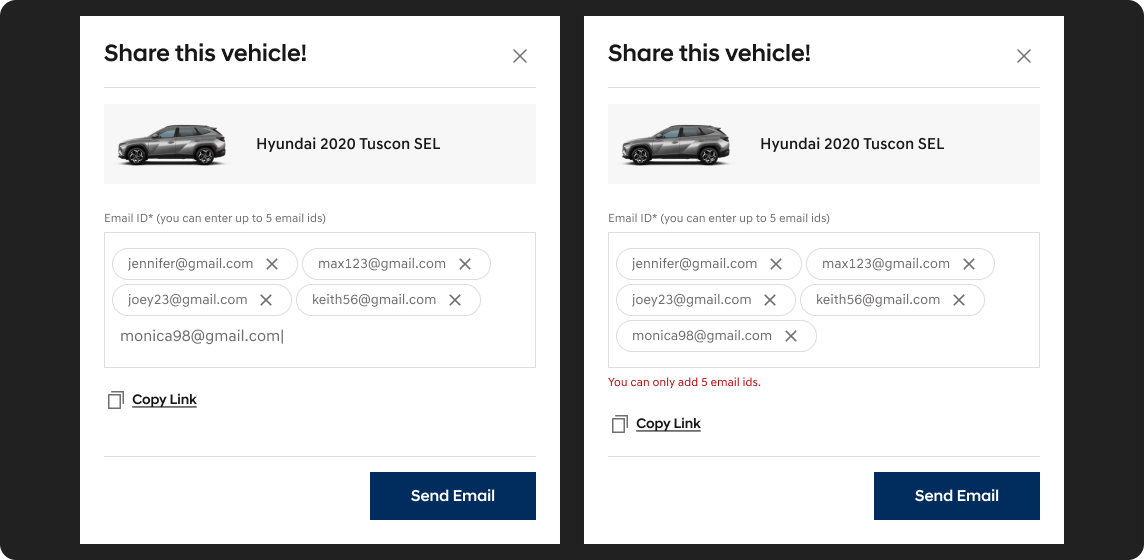 Share this vehicle!
Hyundai 2020 Tuscon SEL
Email ID* (you can enter up to 5 email ids)
jennifer@gmail.com
max123@gmail.com
joey23@gmail.com
keith56@gmail.com
monica98@gmail.com
Copy Link
Send Email
Share this vehicle!
Hyundai 2020 Tuscon SEL
Email ID* (you can enter up to 5 email ids)
jennifer@gmail.com
max123@gmail.com
joey23@gmail.com
keith56@gmail.com
monica98@gmail.com
You can only add 5 email ids.
Copy Link
Send Email